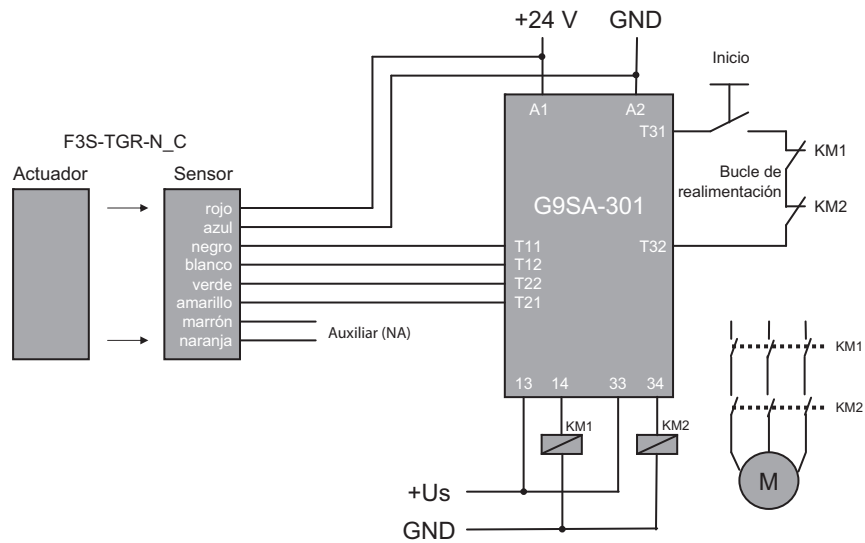 +24 V
GND
Inicio
F3S-TGR-N_C
Actuador
Sensor
A1
A2
T31
KM1
Bucle de
realimentación
KM2
G9SA-301
rojo
azul
negro
blanco
verde
amarillo
marrón
naranja
T11
T12
T22
T21
T32
Auxiliar (NA)
13
14
33
34
KM1
KM2
+Us
GND
KM1
KM2
M